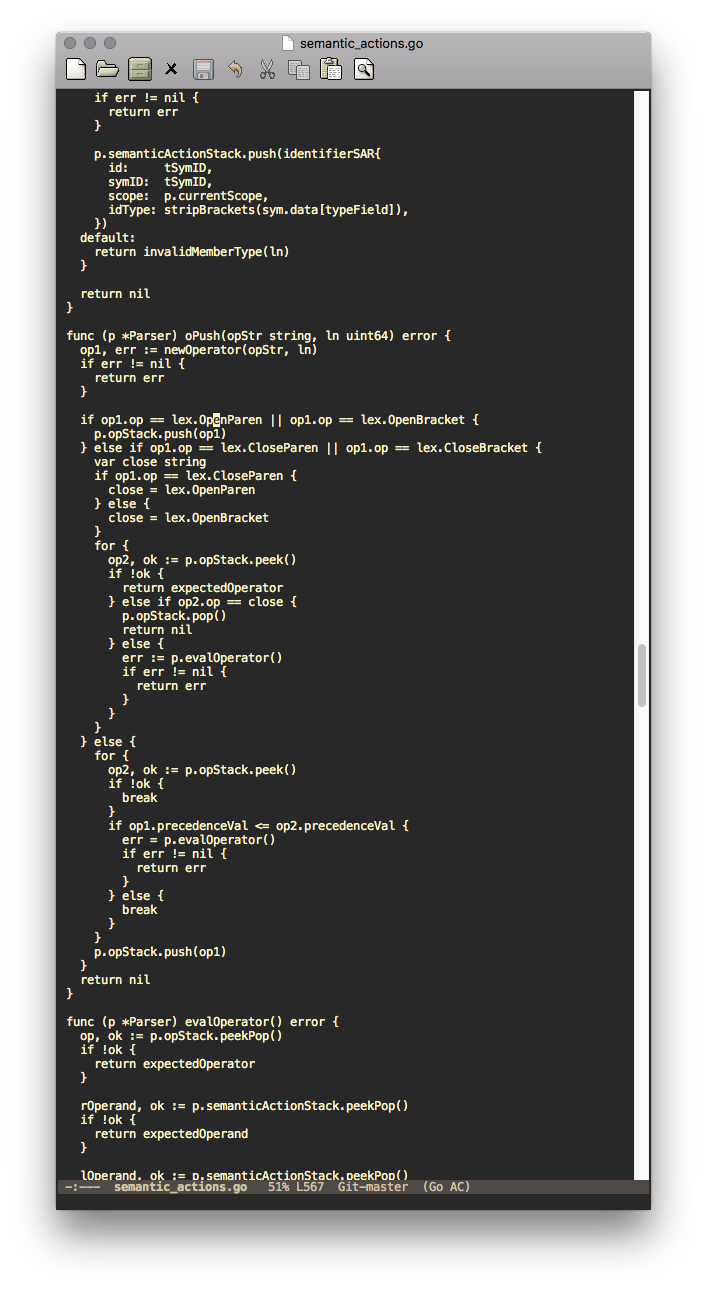 semantic_actions.go
    if err != nil {
      return err
    }

    p.semanticActionStack.push(identifierSAR{
      id:     tSymID,
      symID:  tSymID,
      scope:  p.currentScope,
      idType: stripBrackets(sym.data[typeField]),
    })
  default:
    return invalidMemberType(ln)
  }

  return nil
}

func (p *Parser) oPush(opStr string, ln uint64) error {
  op1, err := newOperator(opStr, ln)
  if err != nil {
    return err
  }

  if op1.op == lex.OpenParen || op1.op == lex.OpenBracket {
    p.opStack.push(op1)
  } else if op1.op == lex.CloseParen || op1.op == lex.CloseBracket {
    var close string
    if op1.op == lex.CloseParen {
      close = lex.OpenParen
    } else {
      close = lex.OpenBracket
    }
    for {
      op2, ok := p.opStack.peek()
      if !ok {
        return expectedOperator
      } else if op2.op == close {
        p.opStack.pop()
        return nil
      } else {
        err := p.evalOperator()
        if err != nil {
          return err
        }
      }
    }
  } else {
    for {
      op2, ok := p.opStack.peek()
      if !ok {
        break
      }
      if op1.precedenceVal <= op2.precedenceVal {
        err = p.evalOperator()
        if err != nil {
          return err
        }
      } else {
        break
      }
    }
    p.opStack.push(op1)
  }
  return nil
}

func (p *Parser) evalOperator() error {
  op, ok := p.opStack.peekPop()
  if !ok {
    return expectedOperator
  }

  rOperand, ok := p.semanticActionStack.peekPop()
  if !ok {
    return expectedOperand
  }

  lOperand, ok := p.semanticActionStack.peekPop()
-:---  semantic_actions.go   51% L567  Git-master  (Go AC)